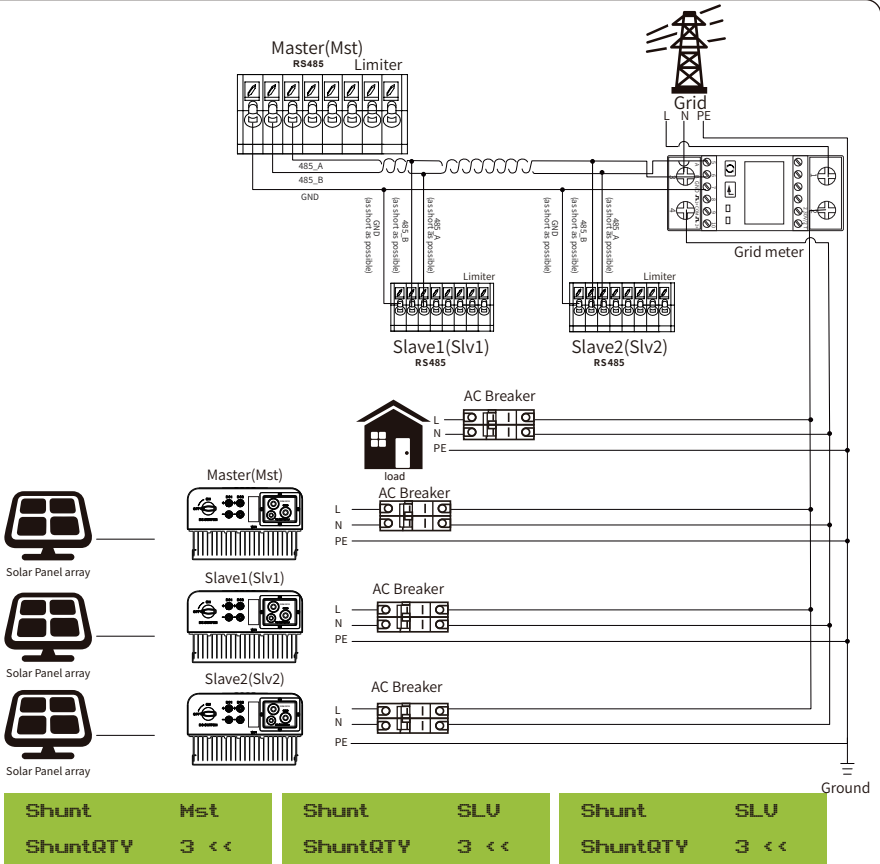 Master(Mst)
RS485
Limiter
Grid
L N PE
485_A
485_B
GND
GND
(as short as possible)
485_B
(as short as possible)
485_A
(as short as possible)
GND
(as short as possible)
485_B
(as short as possible)
485_A
(as short as possible)
Grid meter
Limiter
Limiter
Slave1(Slv1)
RS485
Slave2(Slv2)
RS485
AC Breaker
L
N
PE
load
Master(Mst)
AC Breaker
L
N
PE
Solar Panel array
Slave1(Slv1)
AC Breaker
L
N
PE
Solar Panel array
Slave2(Slv2)
AC Breaker
L
N
PE
Solar Panel array
Ground
Shunt Mst
ShuntQTY 3 <<
Shunt SLV
ShuntQTY 3 <<
Shunt SLV
ShuntQTY 3 <<